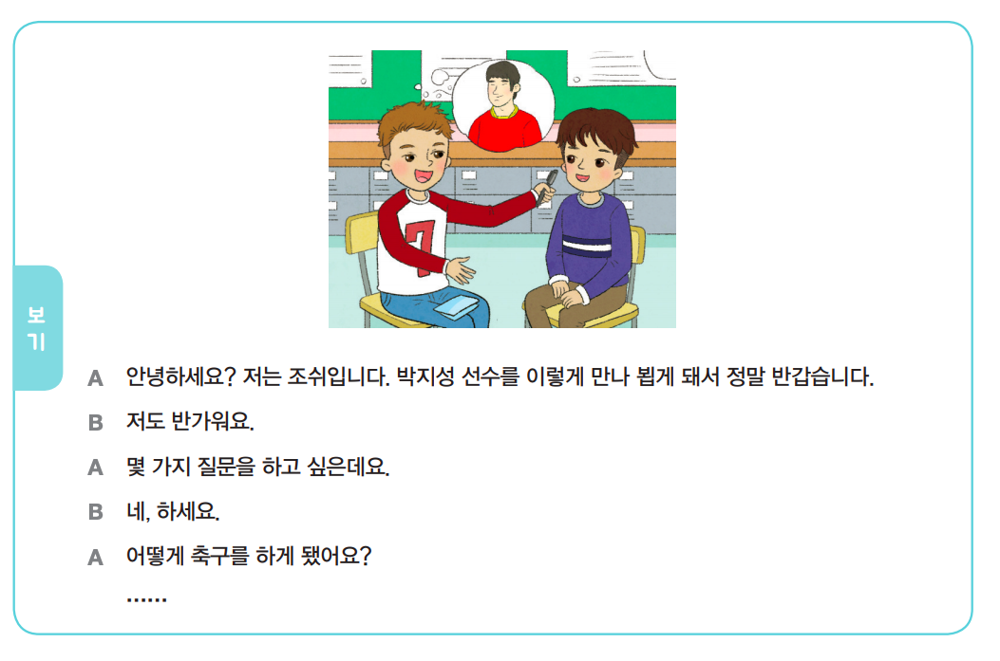 보기
A 안녕하세요? 저는 조쉬입니다. 박지성 선수를 이렇게 만나 뵙게 돼서 정말 반갑습니다.
B 저도 반가워요.
A 몇 가지 질문을 하고 싶은데요.
B 네, 하세요.
A 어떻게 축구를 하게 됐어요?
……